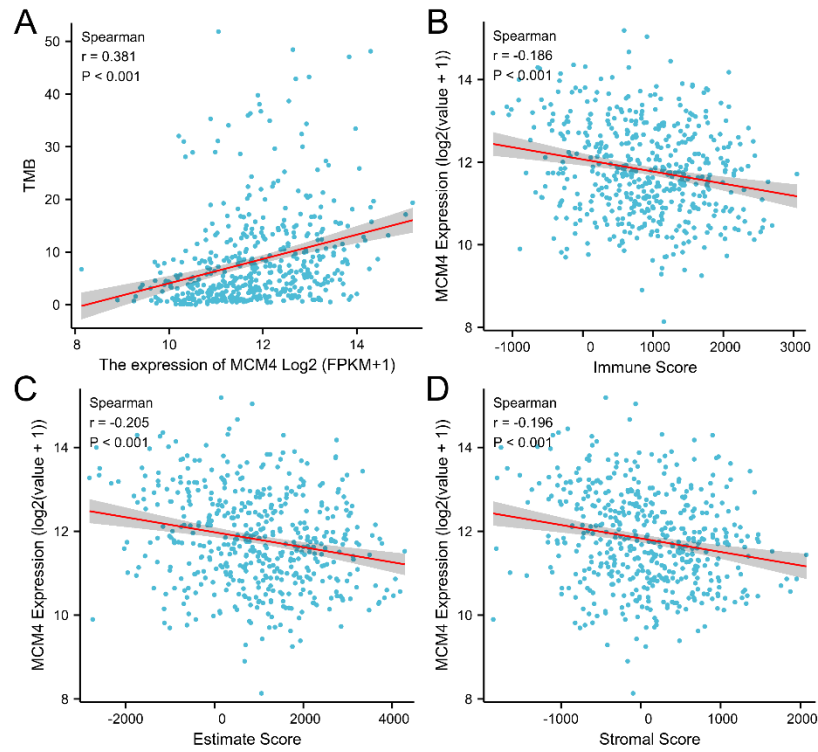 A
Spearman
r = 0.381
P < 0.001
TMB
50
40
30
20
10
0
8
10
12
14
The expression of MCM4 Log2 (FPKM+1)
B
Spearman
r = -0.186
P < 0.001
MCM4 Expression (log2(value + 1))
14
12
10
8
-1000
0
1000
2000
3000
Immune Score
C
Spearman
r = -0.205
P < 0.001
MCM4 Expression (log2(value + 1))
14
12
10
8
-2000
0
2000
4000
Estimate Score
D
Spearman
r = -0.196
P < 0.001
MCM4 Expression (log2(value + 1))
14
12
10
8
-1000
0
1000
2000
Stromal Score